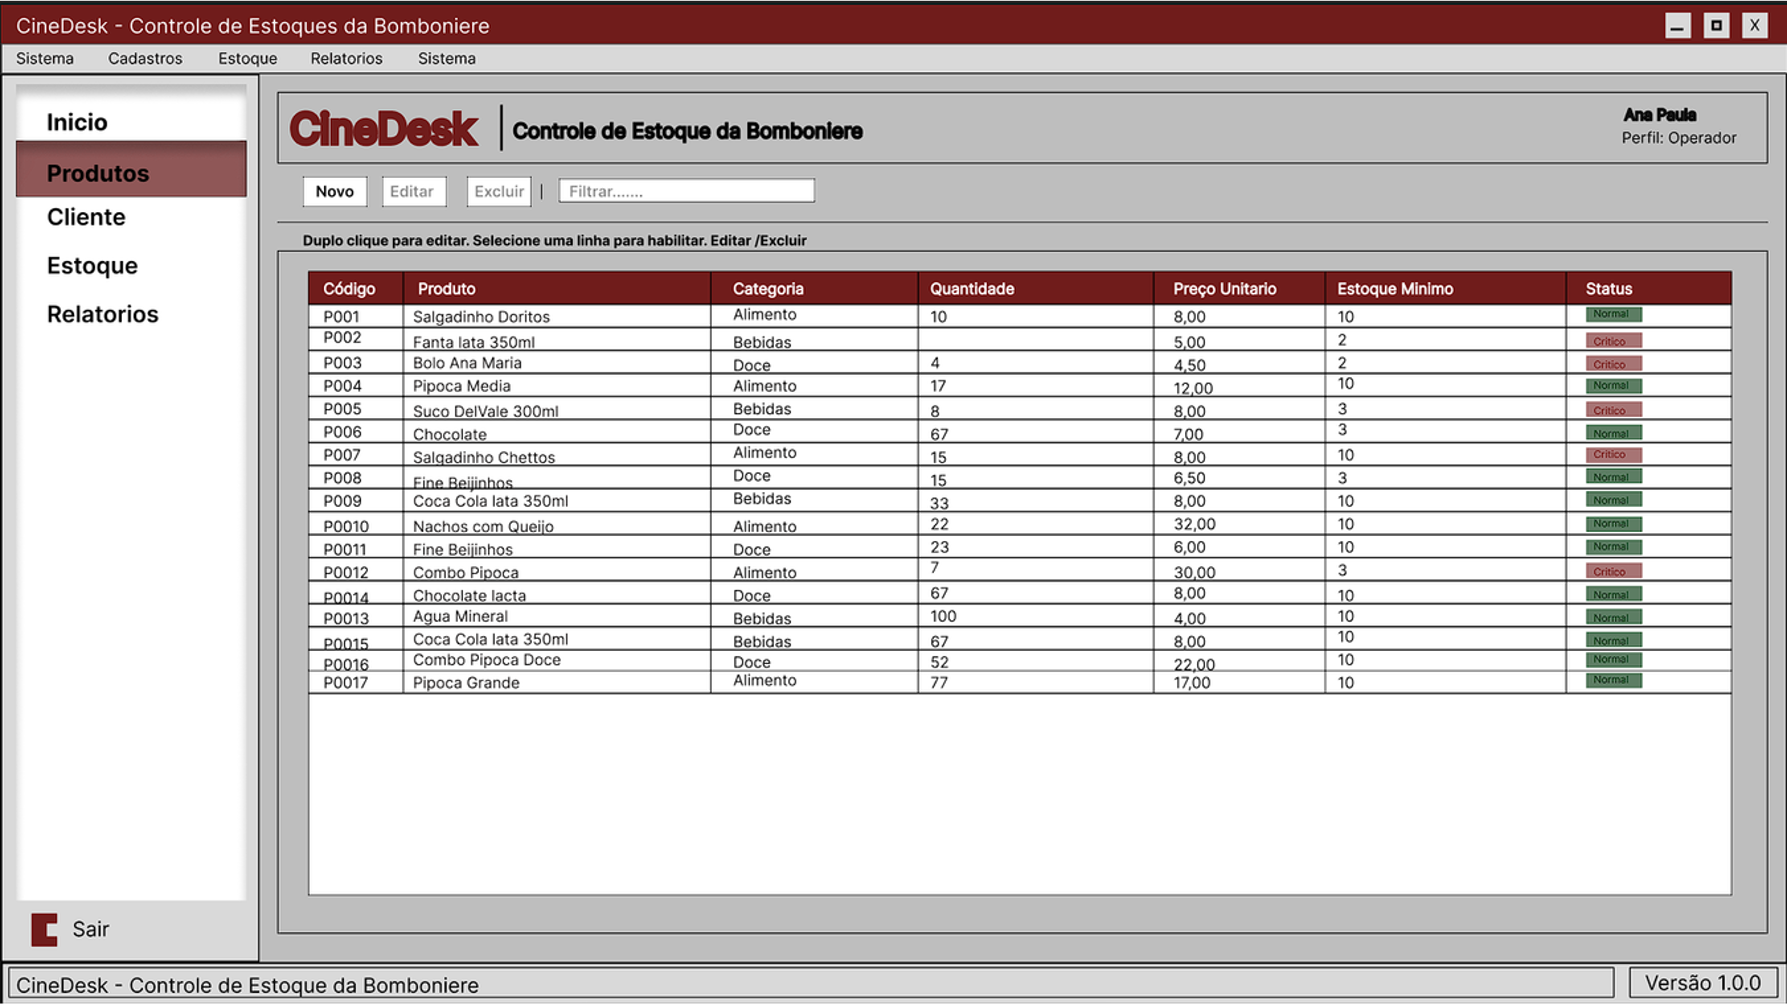 CineDesk - Controle de Estoques da Bomboniere
X
Sistema Cadastros Estoque Relatorios Sistema
Inicio
Produtos
Cliente
Estoque
Relatorios
Sair
CineDesk Controle de Estoque da Bomboniere
Ana Paula
Perfil: Operador
Novo Editar Excluir | Filtrar.......
Duplo clique para editar. Selecione uma linha para habilitar. Editar /Excluir
Código Produto Categoria Quantidade Preço Unitario Estoque Minimo Status
P001 Salgadinho Doritos Alimento 10 8,00 10 Normal
P002 Fanta lata 350ml Bebidas 5,00 2 Critico
P003 Bolo Ana Maria Doce 4 4,50 2 Critico
P004 Pipoca Media Alimento 17 12,00 10 Normal
P005 Suco DelVale 300ml Bebidas 8 8,00 3 Critico
P006 Chocolate Doce 67 7,00 3 Normal
P007 Salgadinho Chettos Alimento 15 8,00 10 Critico
P008 Fine Beijinhos Doce 15 6,50 3 Normal
P009 Coca Cola lata 350ml Bebidas 33 8,00 10 Normal
P0010 Nachos com Queijo Alimento 22 32,00 10 Normal
P0011 Fine Beijinhos Doce 23 6,00 10 Normal
P0012 Combo Pipoca Alimento 7 30,00 3 Critico
P0014 Chocolate lacta Doce 67 8,00 10 Normal
P0013 Agua Mineral Bebidas 100 4,00 10 Normal
P0015 Coca Cola lata 350ml Bebidas 67 8,00 10 Normal
P0016 Combo Pipoca Doce Doce 52 22,00 10 Normal
P0017 Pipoca Grande Alimento 77 17,00 10 Normal
CineDesk - Controle de Estoque da Bomboniere
Versão 1.0.0